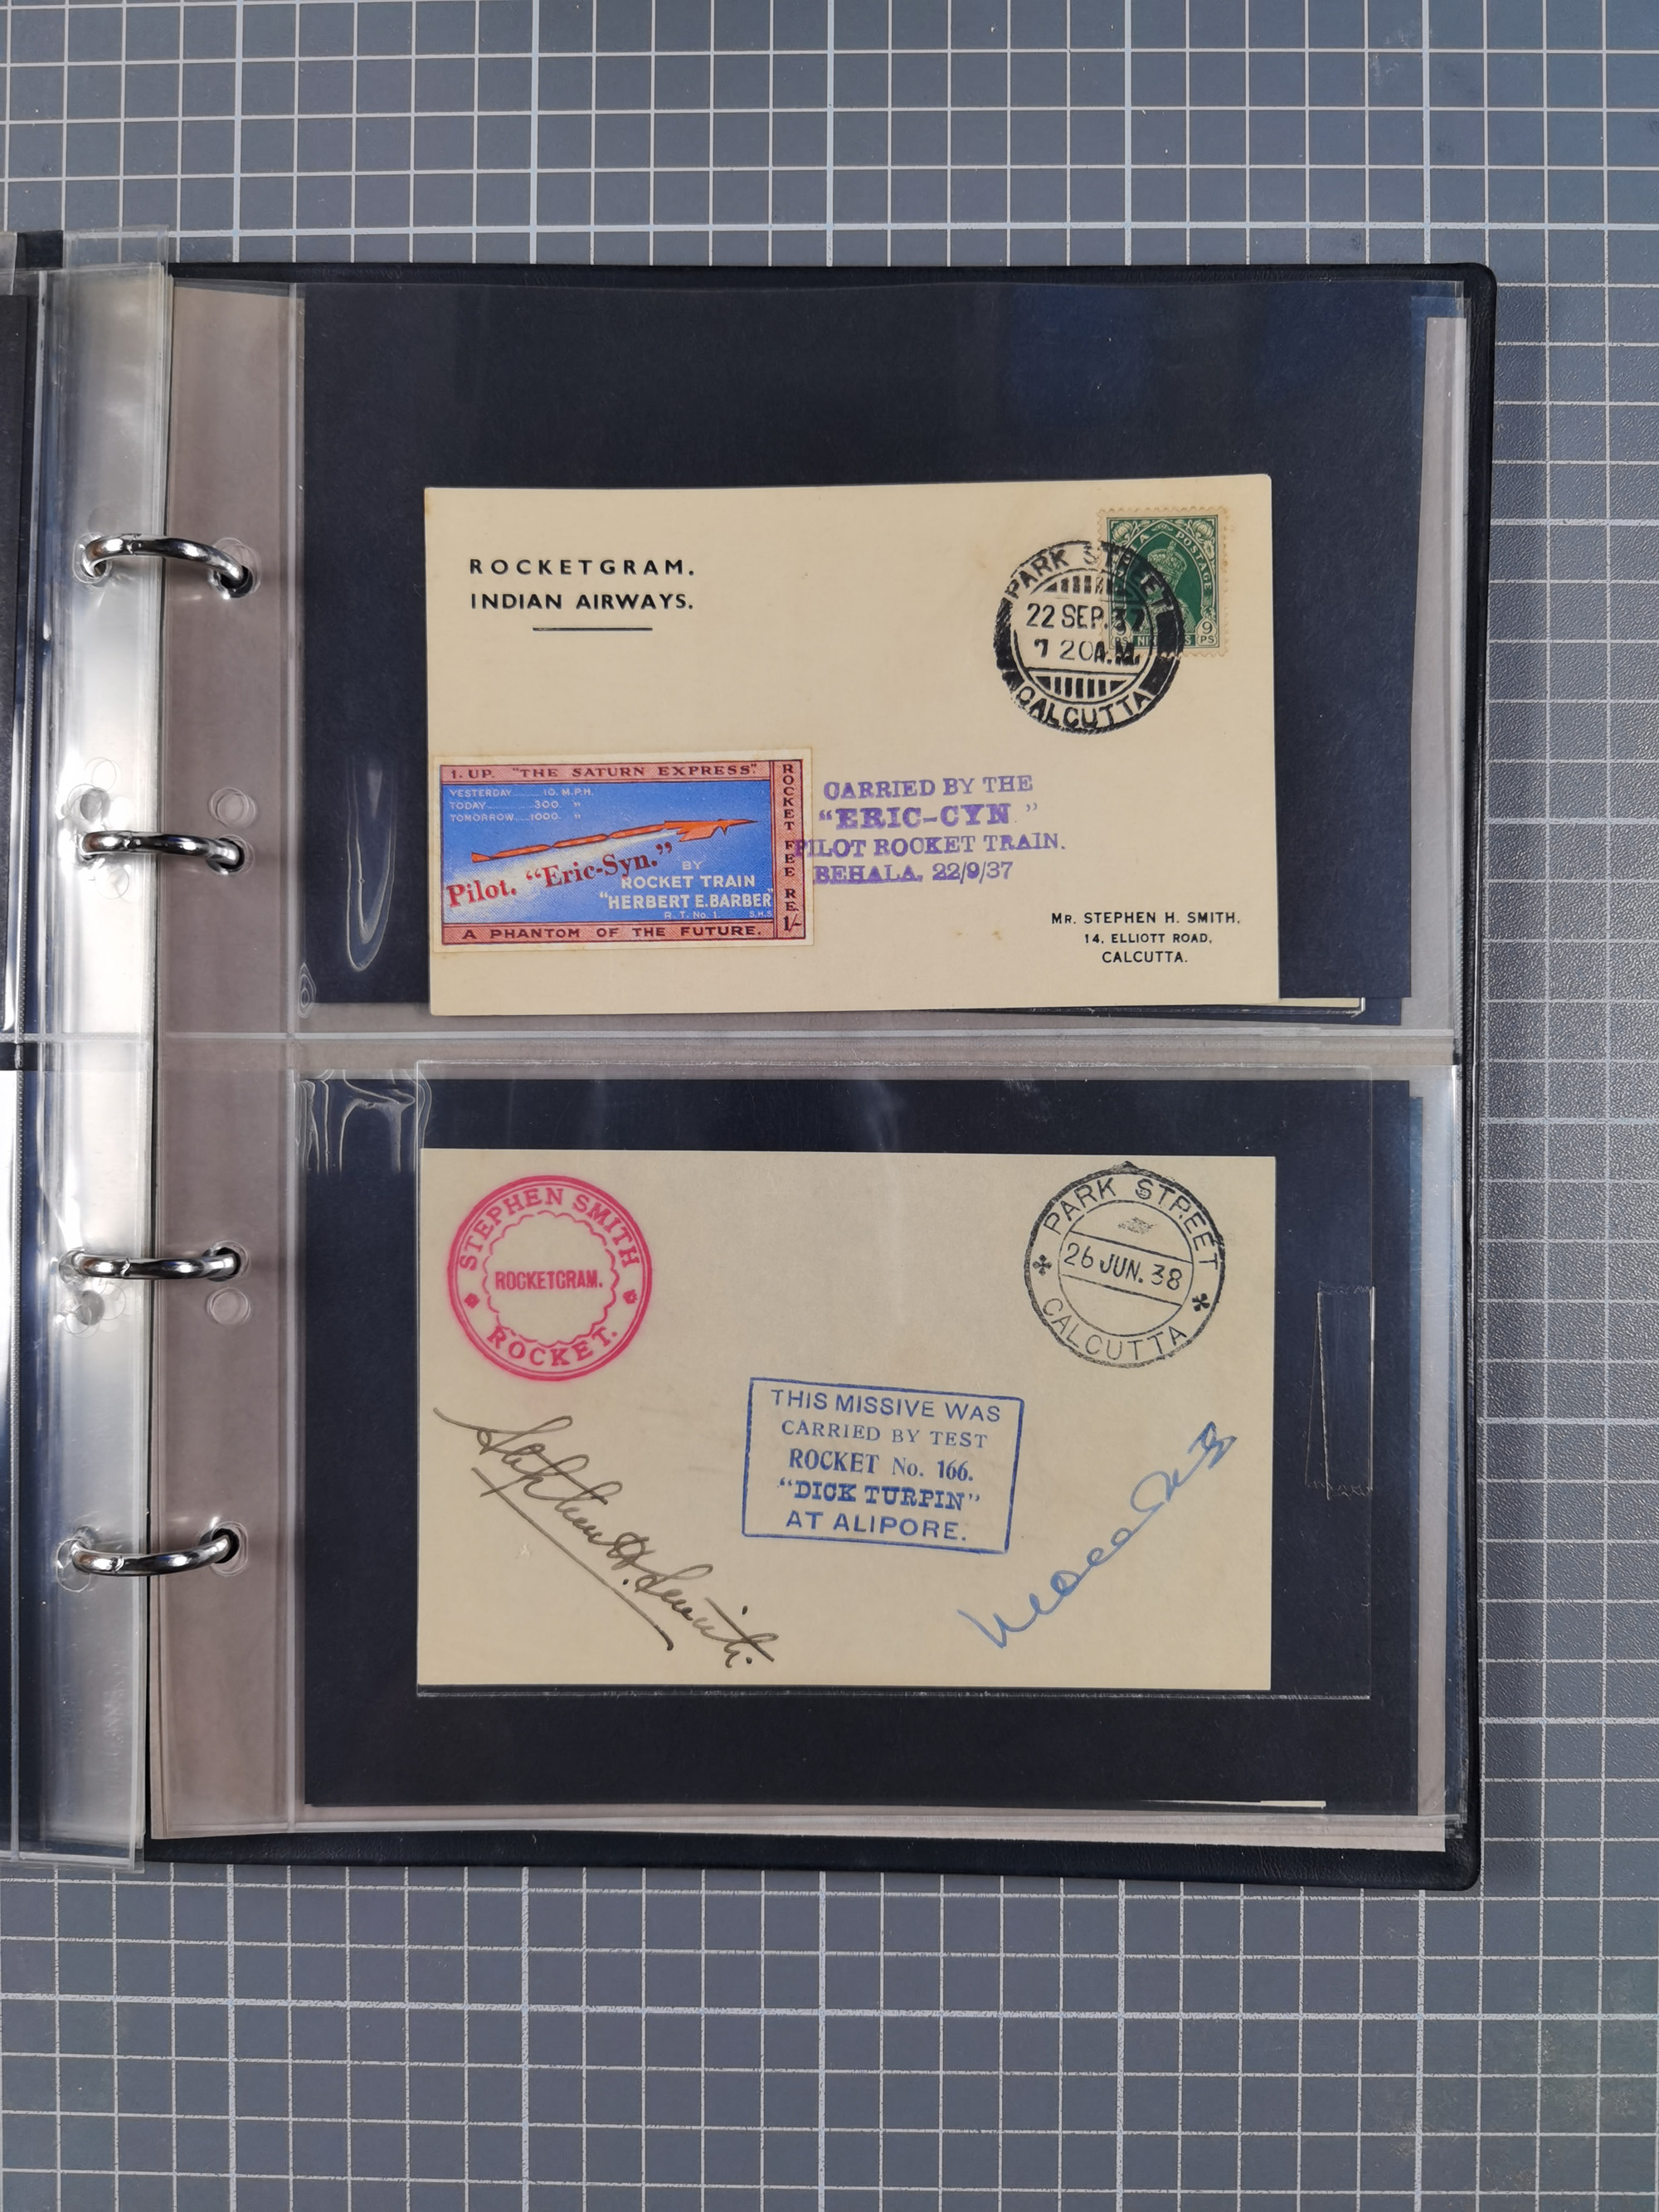 ROCKETGRAM.
INDIAN AIRWAYS.
A POSTAGE
9
PS
PARK STREET
22 SEP. 37
7 20 A.M.
CALCUTTA
1. UP. "THE SATURN EXPRESS".
YESTERDAY........10. M.P.H.
TODAY..............300. "
TOMORROW.....1000. "
Pilot. "Eric-Syn."
BY
ROCKET TRAIN
"HERBERT E. BARBER"
R. T. No. 1. S.H.S.
A PHANTOM OF THE FUTURE.
ROCKET FEE RE. 1/-
CARRIED BY THE
"ERIC-CYN"
PILOT ROCKET TRAIN.
BEHALA, 22/9/37
MR. STEPHEN H. SMITH,
14, ELLIOTT ROAD,
CALCUTTA.
STEPHEN SMITH
ROCKETGRAM.
ROCKET.
PARK STREET
26 JUN. 38
CALCUTTA
THIS MISSIVE WAS
CARRIED BY TEST
ROCKET No. 166.
"DICK TURPIN"
AT ALIPORE.
Stephen H. Smith.